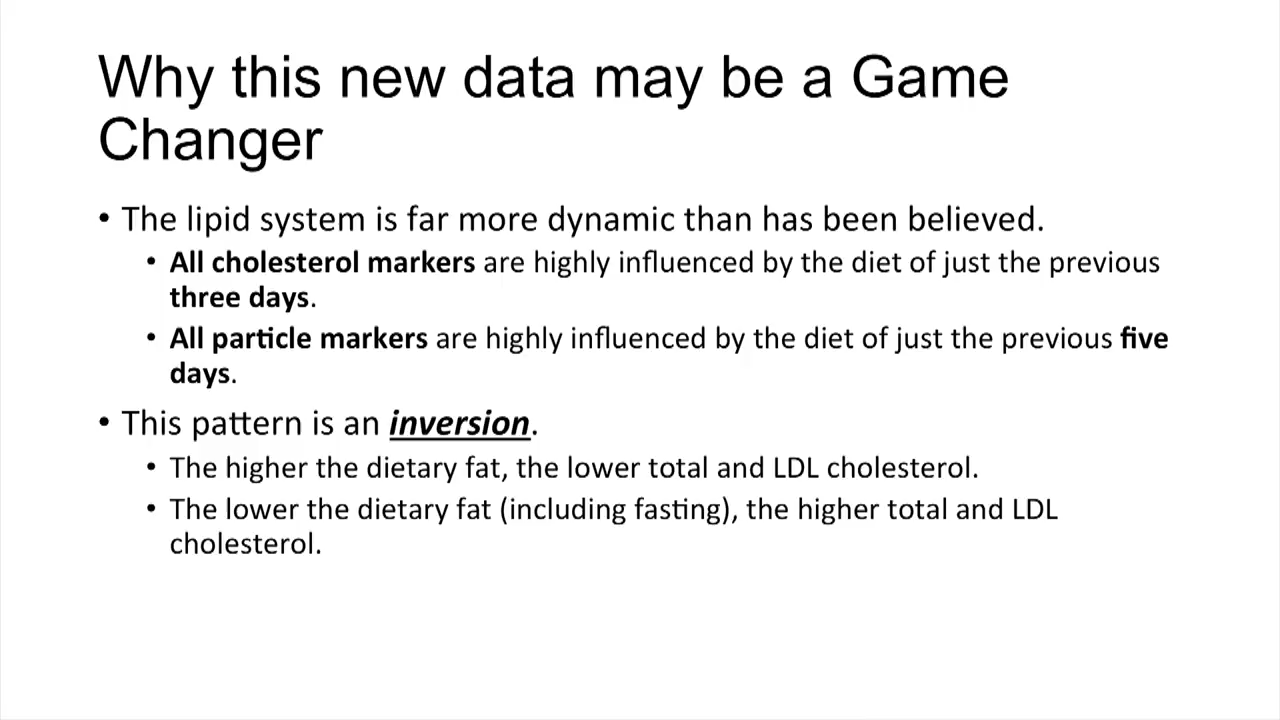 Why this new data may be a Game
Changer
• The lipid system is far more dynamic than has been believed.
• All cholesterol markers are highly influenced by the diet of just the previous
three days.
• All particle markers are highly influenced by the diet of just the previous five
days.
• This pattern is an inversion.
• The higher the dietary fat, the lower total and LDL cholesterol.
• The lower the dietary fat (including fasting), the higher total and LDL
cholesterol.